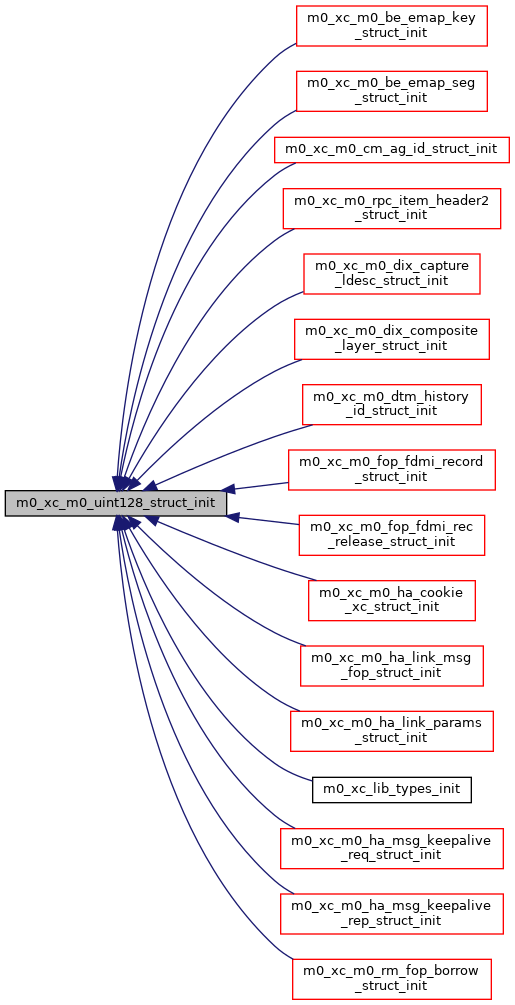 m0_xc_m0_be_emap_key
_struct_init
m0_xc_m0_be_emap_seg
_struct_init
m0_xc_m0_cm_ag_id_struct_init
m0_xc_m0_rpc_item_header2
_struct_init
m0_xc_m0_dix_capture
_ldesc_struct_init
m0_xc_m0_dix_composite
_layer_struct_init
m0_xc_m0_dtm_history
_id_struct_init
m0_xc_m0_fop_fdmi_record
_struct_init
m0_xc_m0_uint128_struct_init
m0_xc_m0_fop_fdmi_rec
_release_struct_init
m0_xc_m0_ha_cookie
_xc_struct_init
m0_xc_m0_ha_link_msg
_fop_struct_init
m0_xc_m0_ha_link_params
_struct_init
m0_xc_lib_types_init
m0_xc_m0_ha_msg_keepalive
_req_struct_init
m0_xc_m0_ha_msg_keepalive
_rep_struct_init
m0_xc_m0_rm_fop_borrow
_struct_init